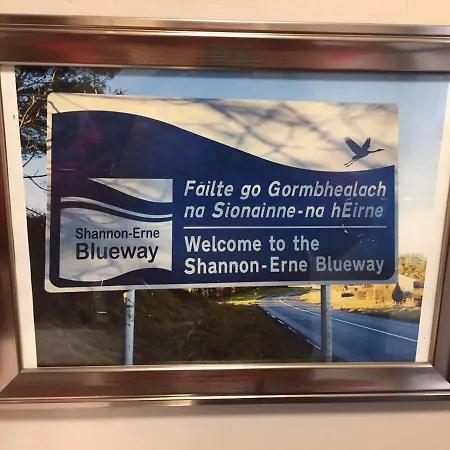 Fáilte go Gormbhealach
na Sionainne-na hÉirne
Shannon-Erne
Blueway
Welcome to the
Shannon-Erne Blueway